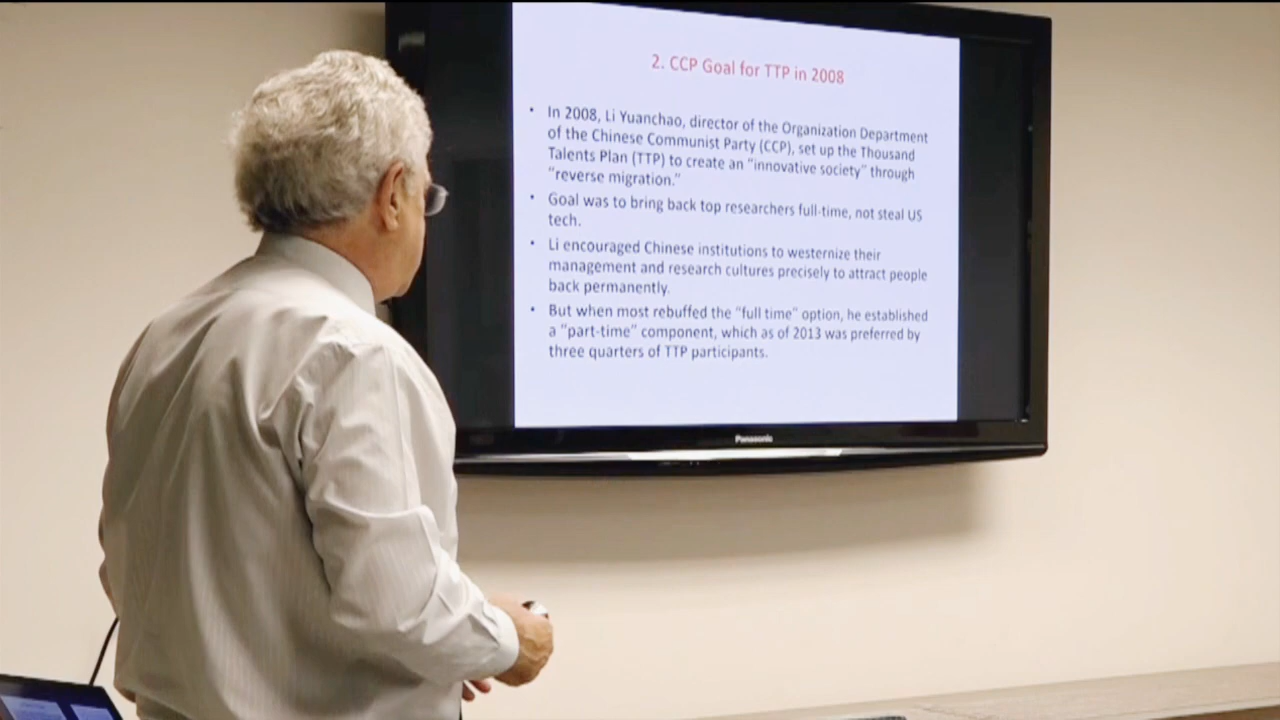 2. CCP Goal for TTP in 2008
• In 2008, Li Yuanchao, director of the Organization Department
of the Chinese Communist Party (CCP), set up the Thousand
Talents Plan (TTP) to create an “innovative society” through
“reverse migration.”
• Goal was to bring back top researchers full-time, not steal US
tech.
• Li encouraged Chinese institutions to westernize their
management and research cultures precisely to attract people
back permanently.
• But when most rebuffed the “full time” option, he established
a “part-time” component, which as of 2013 was preferred by
three quarters of TTP participants.
Panasonic